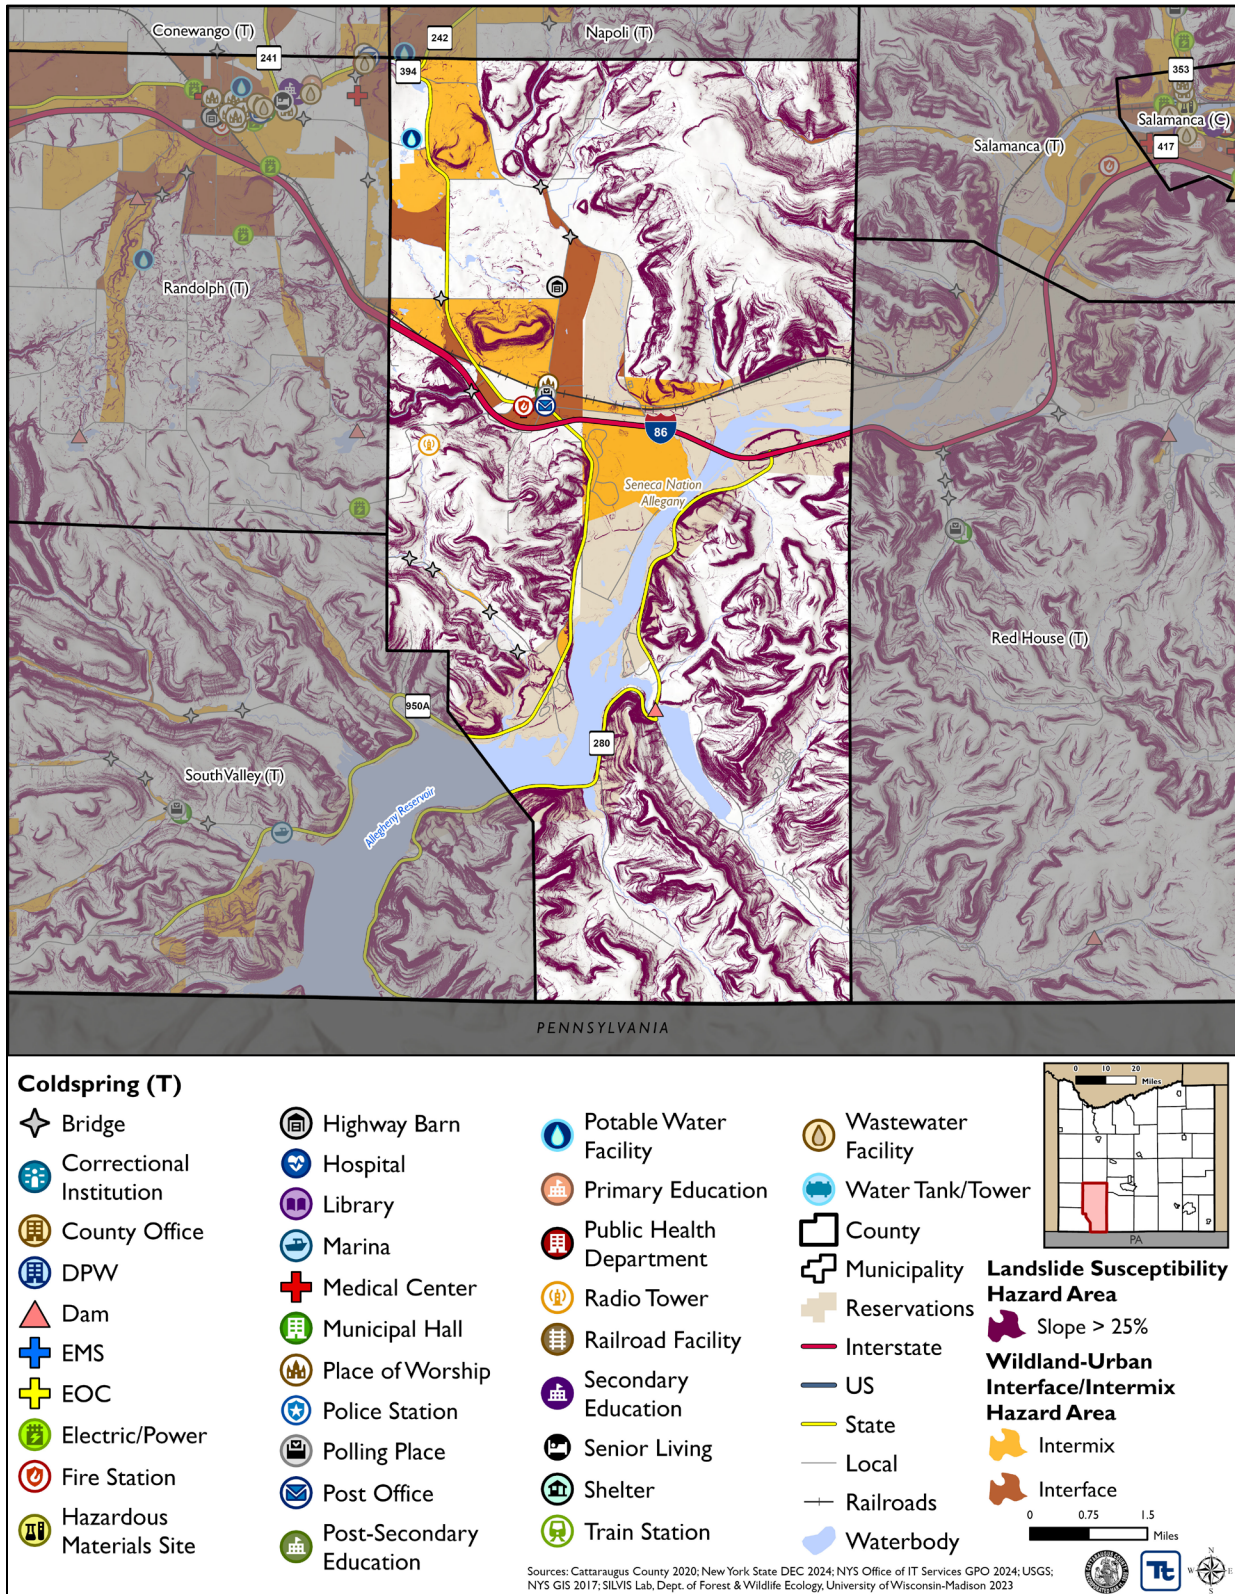 Conewango (T)
242
Napoli (T)
241
394
353
Salamanca (C)
Salamanca (T)
417
Randolph (T)
86
Seneca Nation
Allegany
Red House (T)
950A
280
South Valley (T)
Allegheny Reservoir
PENNSYLVANIA
Coldspring (T)
Bridge
Correctional
Institution
County Office
DPW
Dam
EMS
EOC
Electric/Power
Fire Station
Hazardous
Materials Site
Highway Barn
Hospital
Library
Marina
Medical Center
Municipal Hall
Place of Worship
Police Station
Polling Place
Post Office
Post-Secondary
Education
Potable Water
Facility
Primary Education
Public Health
Department
Radio Tower
Railroad Facility
Secondary
Education
Senior Living
Shelter
Train Station
Wastewater
Facility
Water Tank/Tower
County
Municipality
Reservations
Interstate
US
State
Local
Railroads
Waterbody
0 10 20
Miles
PA
Landslide Susceptibility
Hazard Area
Slope > 25%
Wildland-Urban
Interface/Intermix
Hazard Area
Intermix
Interface
0 0.75 1.5
Miles
Tt
N
W E
S
Sources: Cattaraugus County 2020; New York State DEC 2024; NYS Office of IT Services GPO 2024; USGS;
NYS GIS 2017; SILVIS Lab, Dept. of Forest & Wildlife Ecology, University of Wisconsin-Madison 2023